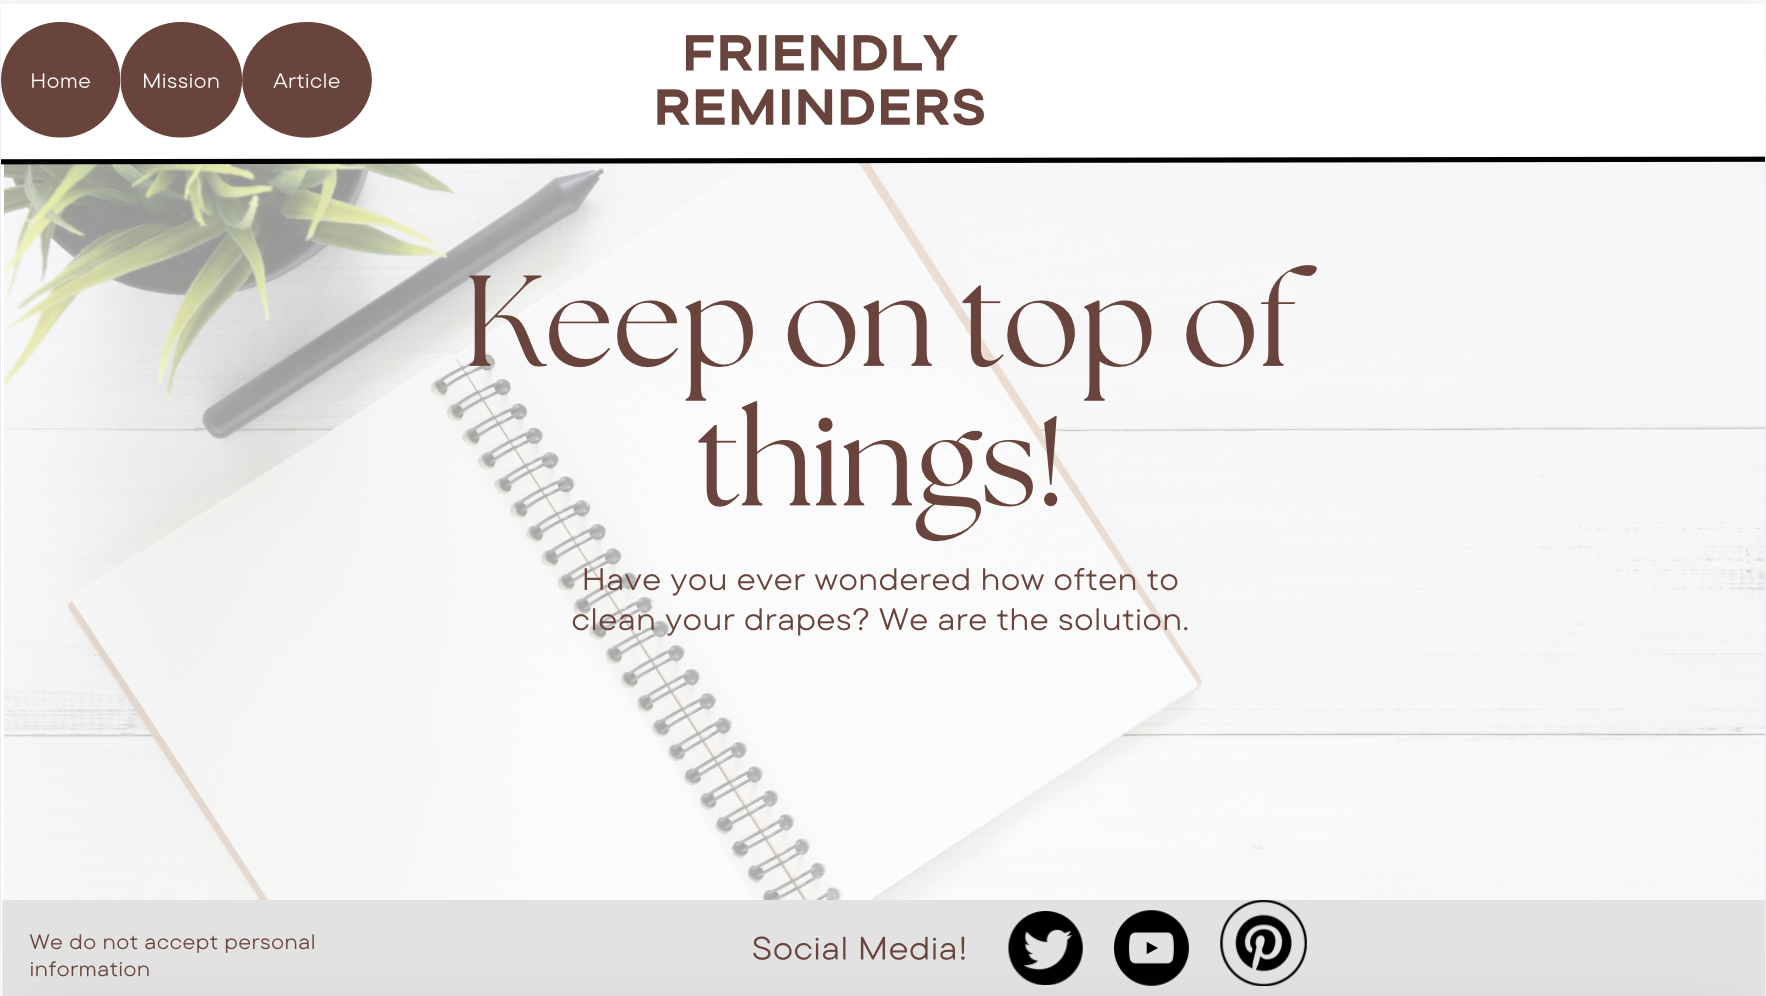 Home
Mission
Article
FRIENDLY
REMINDERS
Keep on top of
things!
Have you ever wondered how often to
clean your drapes? We are the solution.
We do not accept personal
information
Social Media!